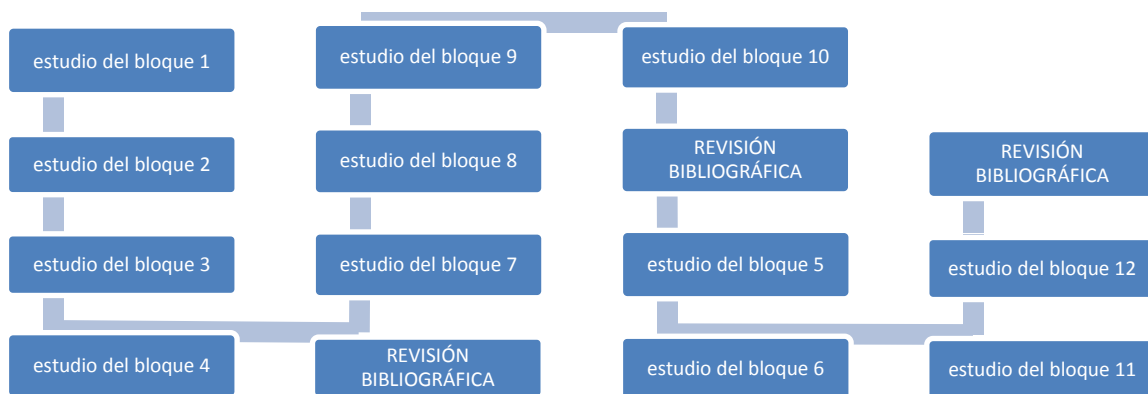 estudio del bloque 1
estudio del bloque 2
estudio del bloque 3
estudio del bloque 4
REVISIÓN
BIBLIOGRÁFICA
estudio del bloque 7
estudio del bloque 8
estudio del bloque 9
estudio del bloque 10
REVISIÓN
BIBLIOGRÁFICA
estudio del bloque 5
estudio del bloque 6
estudio del bloque 11
estudio del bloque 12
REVISIÓN
BIBLIOGRÁFICA